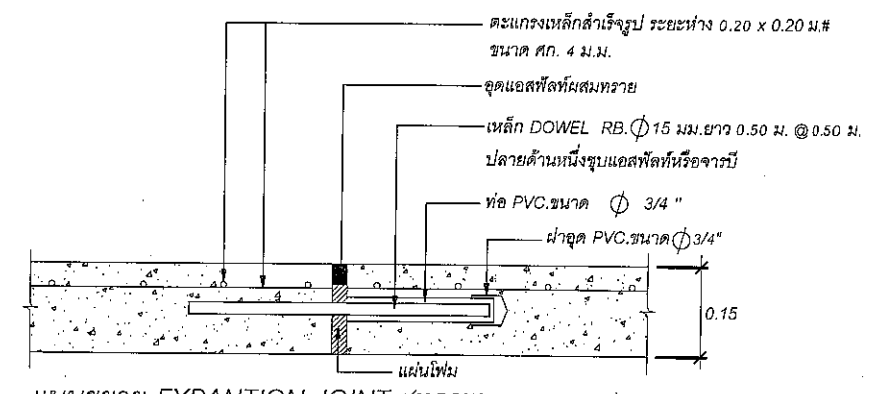 ตะแกรงเหล็กสำเร็จรูป ระยะห่าง 0.20 x 0.20 ม.#
ขนาด ศก. 4 ม.ม.
อุดแอสฟัลท์ผสมทราย
เหล็ก DOWEL RB.∅15 มม.ยาว 0.50 ม. @0.50 ม.
ปลายด้านหนึ่งชุบแอสฟัลท์หรือจารบี
ท่อ PVC.ขนาด ∅ 3/4 "
ฝาอุด PVC.ขนาด∅3/4"
0.15
แผ่นโฟม
EXPANTION JOINT